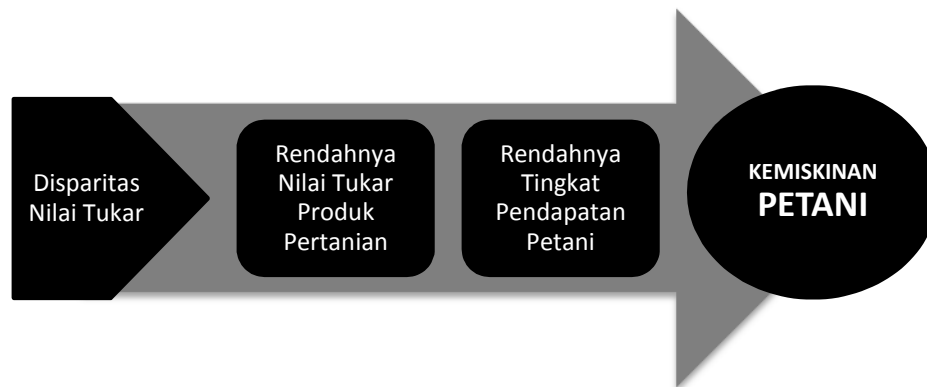 Disparitas
Nilai Tukar
Rendahnya
Nilai Tukar
Produk
Pertanian
Rendahnya
Tingkat
Pendapatan
Petani
KEMISKINAN
PETANI